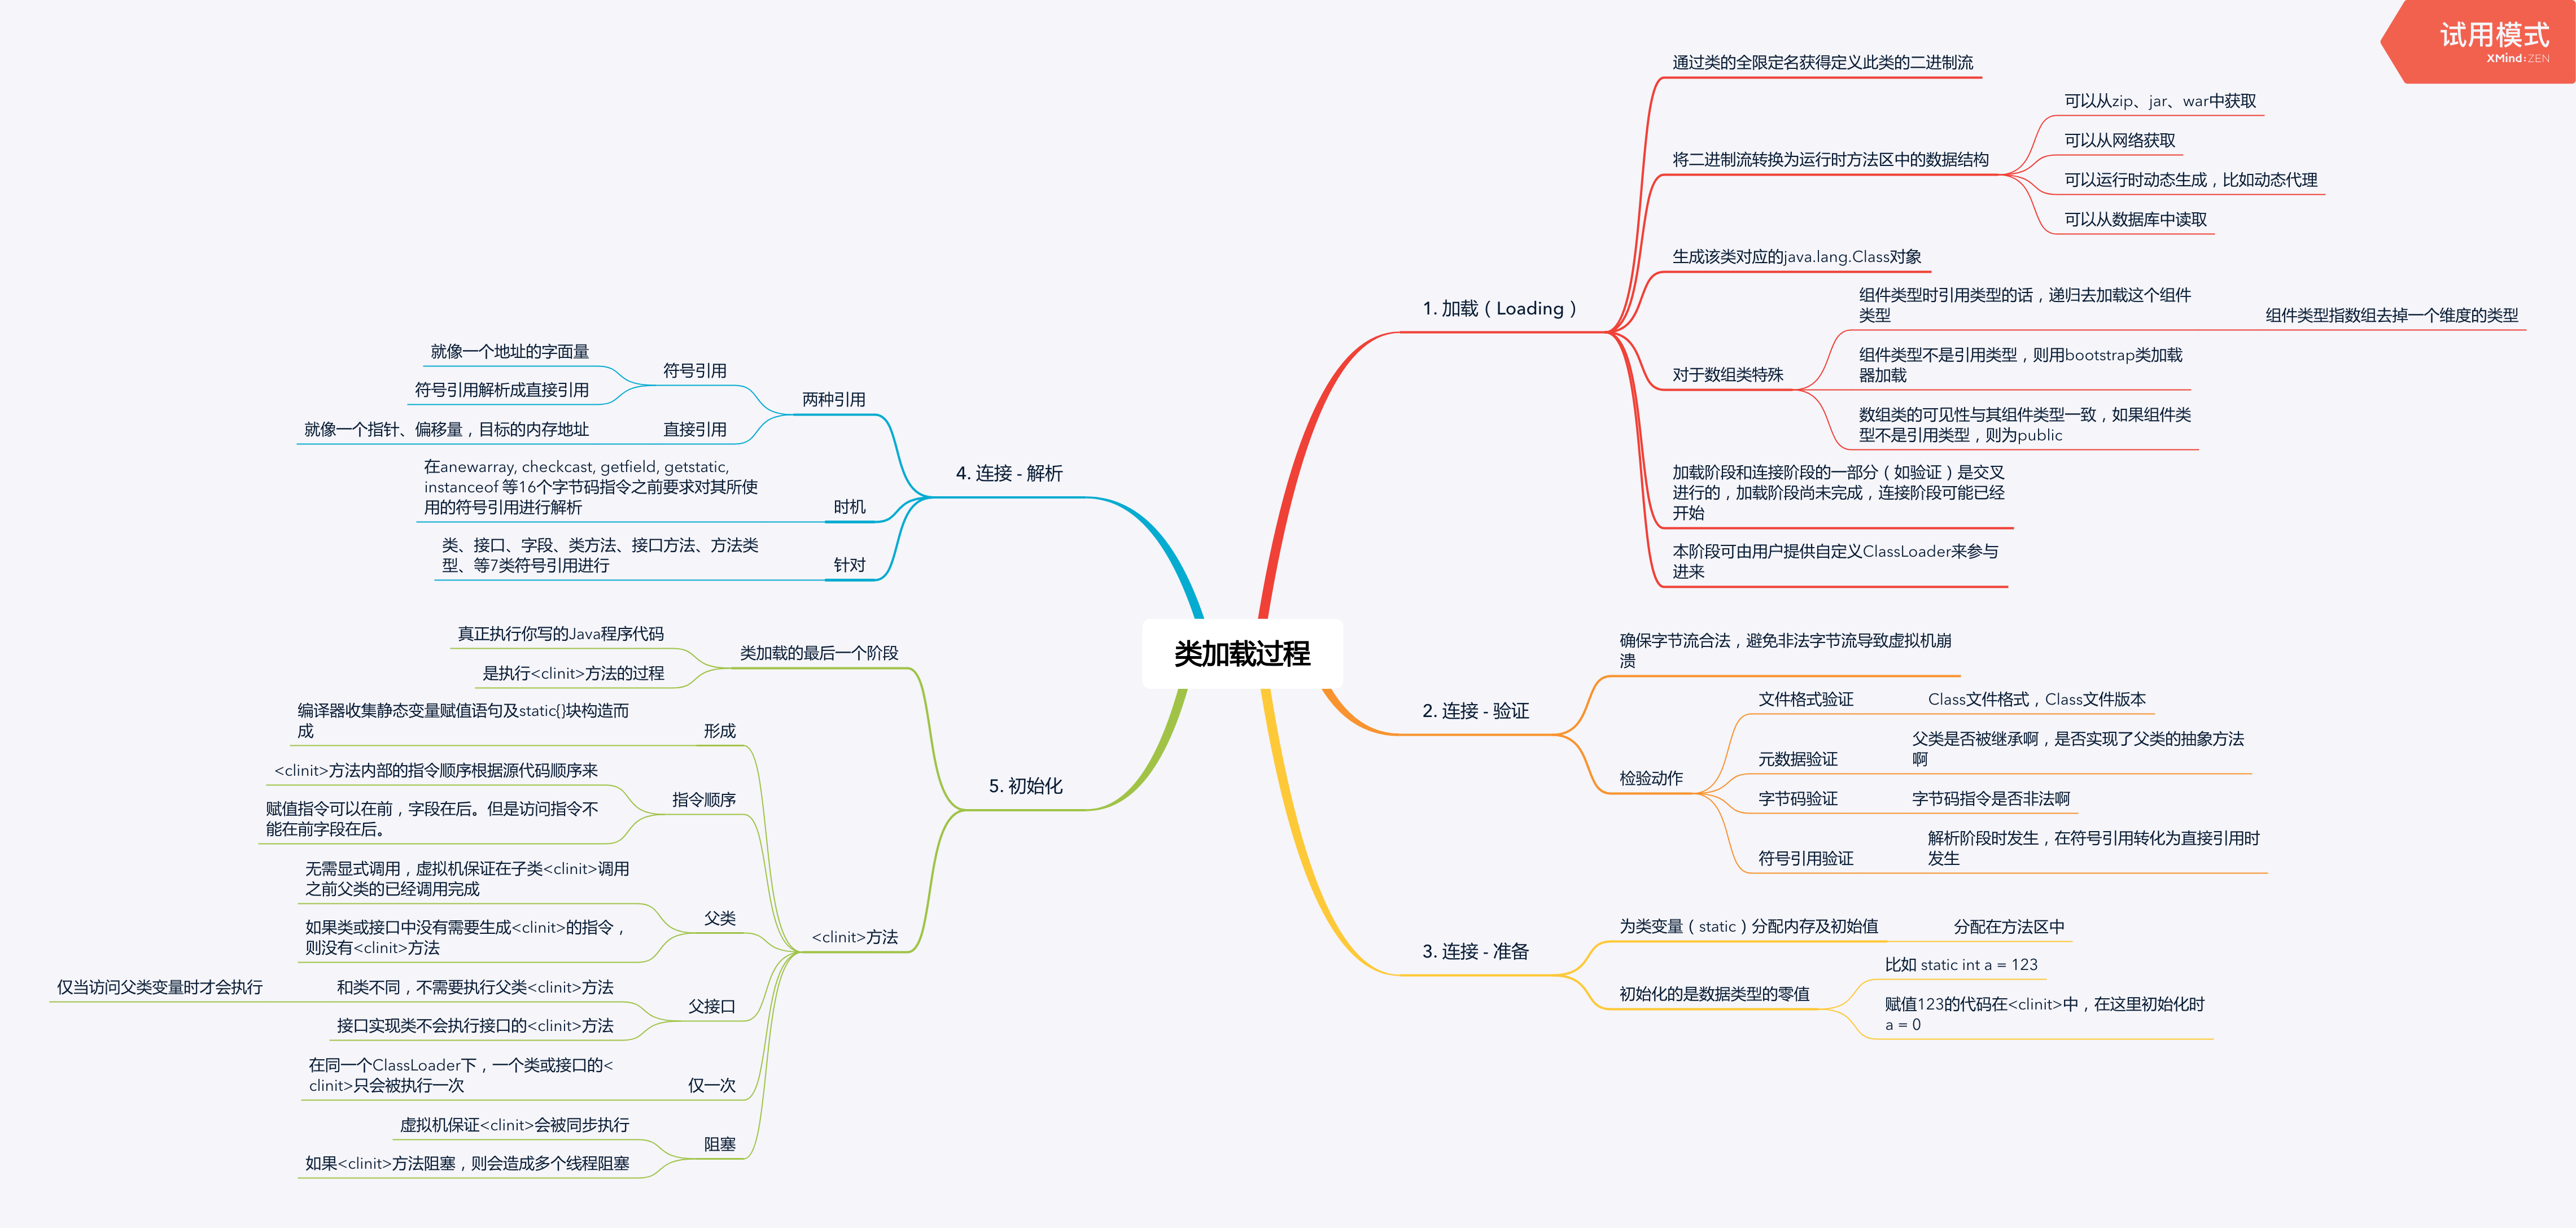 试用模式
XMind:ZEN
类加载过程
1. 加载（Loading）
通过类的全限定名获得定义此类的二进制流
将二进制流转换为运行时方法区中的数据结构
可以从zip、jar、war中获取
可以从网络获取
可以运行时动态生成，比如动态代理
可以从数据库中读取
生成该类对应的java.lang.Class对象
对于数组类特殊
组件类型时引用类型的话，递归去加载这个组件
类型
组件类型指数组去掉一个维度的类型
组件类型不是引用类型，则用bootstrap类加载
器加载
数组类的可见性与其组件类型一致，如果组件类
型不是引用类型，则为public
加载阶段和连接阶段的一部分（如验证）是交叉
进行的，加载阶段尚未完成，连接阶段可能已经
开始
本阶段可由用户提供自定义ClassLoader来参与
进来
2. 连接 - 验证
确保字节流合法，避免非法字节流导致虚拟机崩
溃
检验动作
文件格式验证
Class文件格式，Class文件版本
元数据验证
父类是否被继承啊，是否实现了父类的抽象方法
啊
字节码验证
字节码指令是否非法啊
符号引用验证
解析阶段时发生，在符号引用转化为直接引用时
发生
3. 连接 - 准备
为类变量（static）分配内存及初始值
分配在方法区中
初始化的是数据类型的零值
比如 static int a = 123
赋值123的代码在<clinit>中，在这里初始化时
a = 0
4. 连接 - 解析
两种引用
符号引用
就像一个地址的字面量
符号引用解析成直接引用
直接引用
就像一个指针、偏移量，目标的内存地址
时机
在anewarray, checkcast, getfield, getstatic,
instanceof 等16个字节码指令之前要求对其所使
用的符号引用进行解析
针对
类、接口、字段、类方法、接口方法、方法类
型、等7类符号引用进行
5. 初始化
类加载的最后一个阶段
真正执行你写的Java程序代码
是执行<clinit>方法的过程
<clinit>方法
形成
编译器收集静态变量赋值语句及static{}块构造而
成
指令顺序
<clinit>方法内部的指令顺序根据源代码顺序来
赋值指令可以在前，字段在后。但是访问指令不
能在前字段在后。
父类
无需显式调用，虚拟机保证在子类<clinit>调用
之前父类的已经调用完成
如果类或接口中没有需要生成<clinit>的指令，
则没有<clinit>方法
父接口
和类不同，不需要执行父类<clinit>方法
仅当访问父类变量时才会执行
接口实现类不会执行接口的<clinit>方法
仅一次
在同一个ClassLoader下，一个类或接口的<
clinit>只会被执行一次
阻塞
虚拟机保证<clinit>会被同步执行
如果<clinit>方法阻塞，则会造成多个线程阻塞